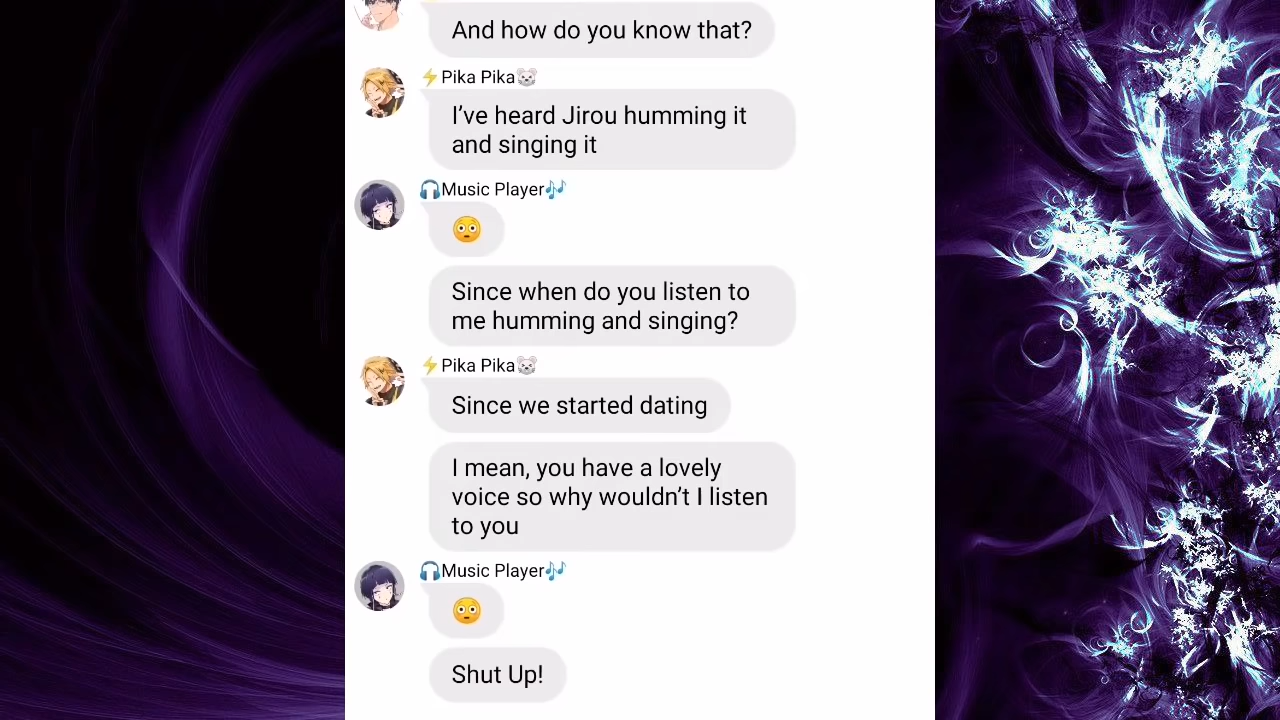 And how do you know that?
⚡Pika Pika🐭
I’ve heard Jirou humming it
and singing it
🎧Music Player🎶
😳
Since when do you listen to
me humming and singing?
⚡Pika Pika🐭
Since we started dating
I mean, you have a lovely
voice so why wouldn’t I listen
to you
🎧Music Player🎶
😳
Shut Up!